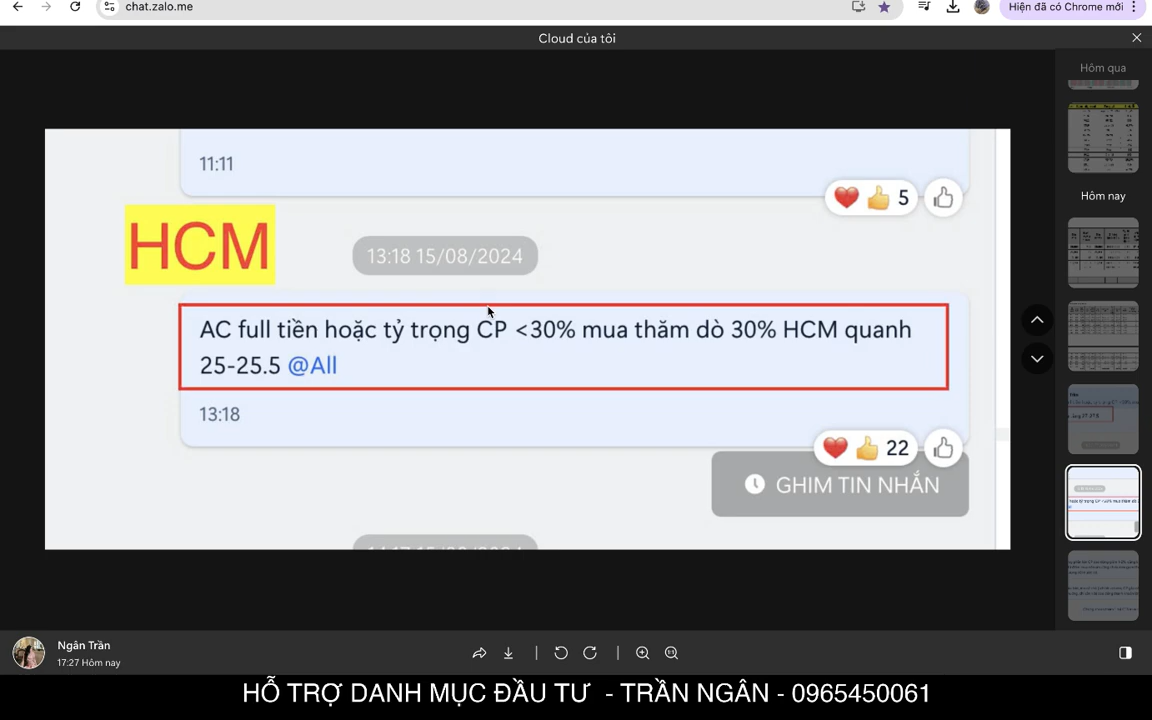 chat.zalo.me
Hiện đã có Chrome mới
Cloud của tôi
Hôm qua
11:11
5
HCM
13:18 15/08/2024
Hôm nay
AC full tiền hoặc tỷ trọng CP <30% mua thăm dò 30% HCM quanh
25-25.5 @All
13:18
22
GHIM TIN NHẮN
Ngân Trần
17:27 Hôm nay
HỖ TRỢ DANH MỤC ĐẦU TƯ - TRẦN NGÂN - 0965450061